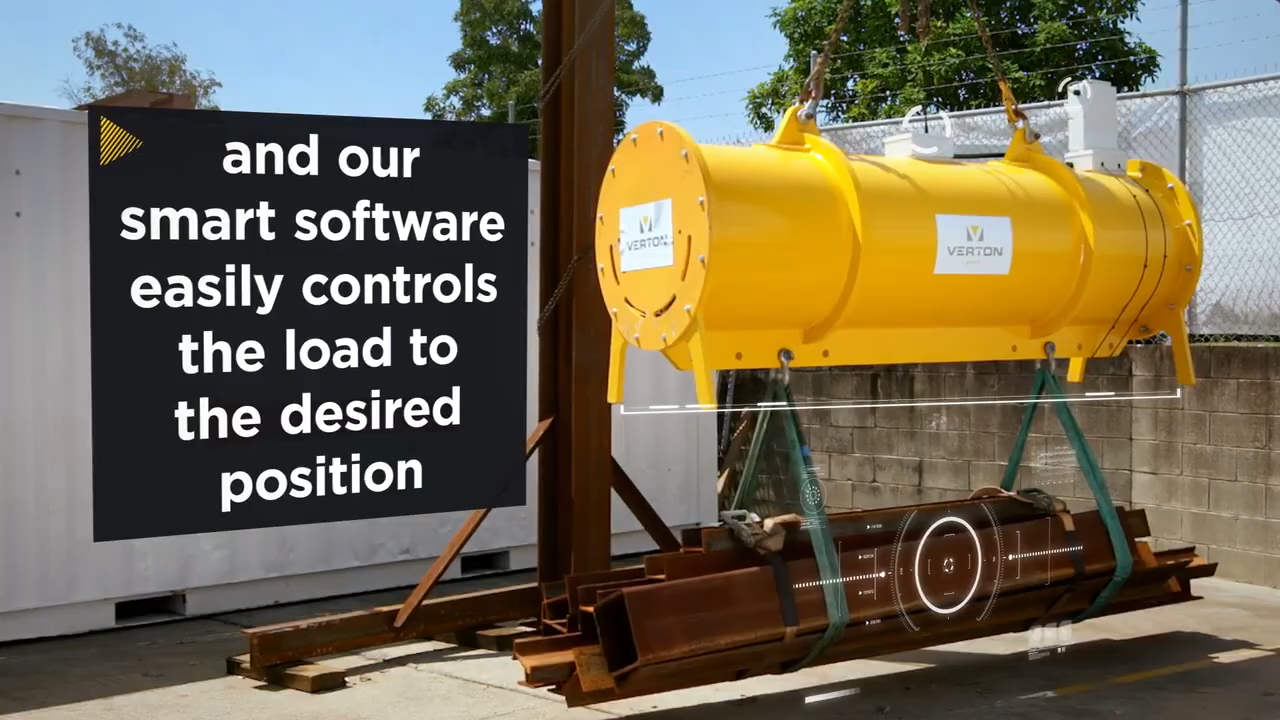 and our
smart software
easily controls
the load to
the desired
position
VERTON
VERTON